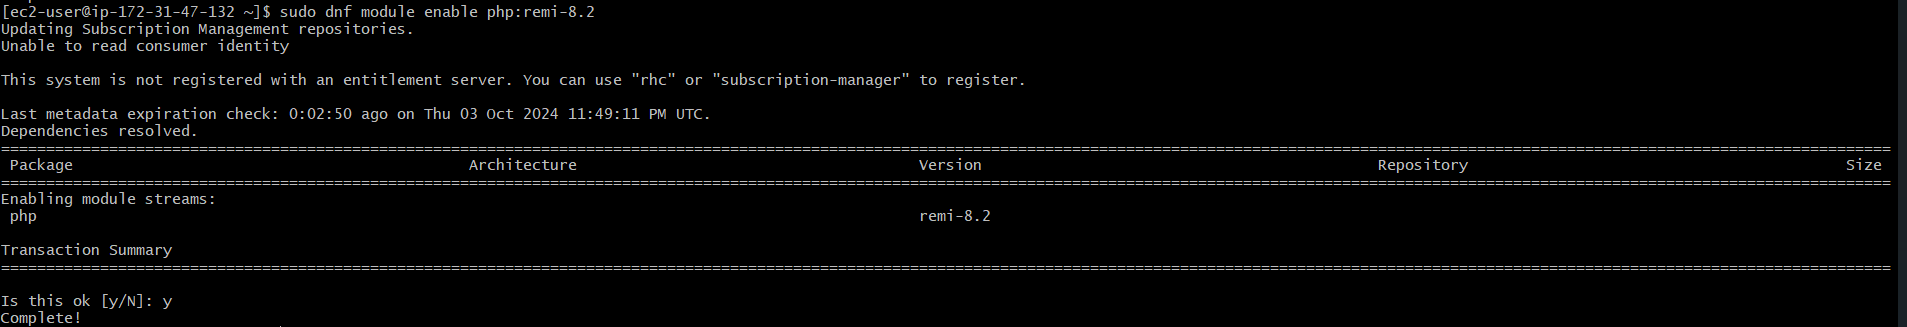 [ec2-user@ip-172-31-47-132 ~]$ sudo dnf module enable php:remi-8.2
Updating Subscription Management repositories.
Unable to read consumer identity
This system is not registered with an entitlement server. You can use "rhc" or "subscription-manager" to register.
Last metadata expiration check: 0:02:50 ago on Thu 03 Oct 2024 11:49:11 PM UTC.
Dependencies resolved.
================================================================================
Package Architecture Version Repository Size
================================================================================
Enabling module streams:
php remi-8.2
Transaction Summary
================================================================================
Is this ok [y/N]: y
Complete!